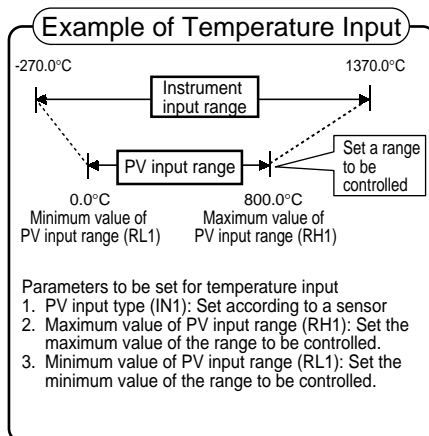 Example of Temperature Input
-270.0°C 1370.0°C
Instrument
input range
PV input range
Set a range
to be
controlled
0.0°C 800.0°C
Minimum value of Maximum value of
PV input range (RL1) PV input range (RH1)
Parameters to be set for temperature input
1. PV input type (IN1): Set according to a sensor
2. Maximum value of PV input range (RH1): Set the
maximum value of the range to be controlled.
3. Minimum value of PV input range (RL1): Set the
minimum value of the range to be controlled.